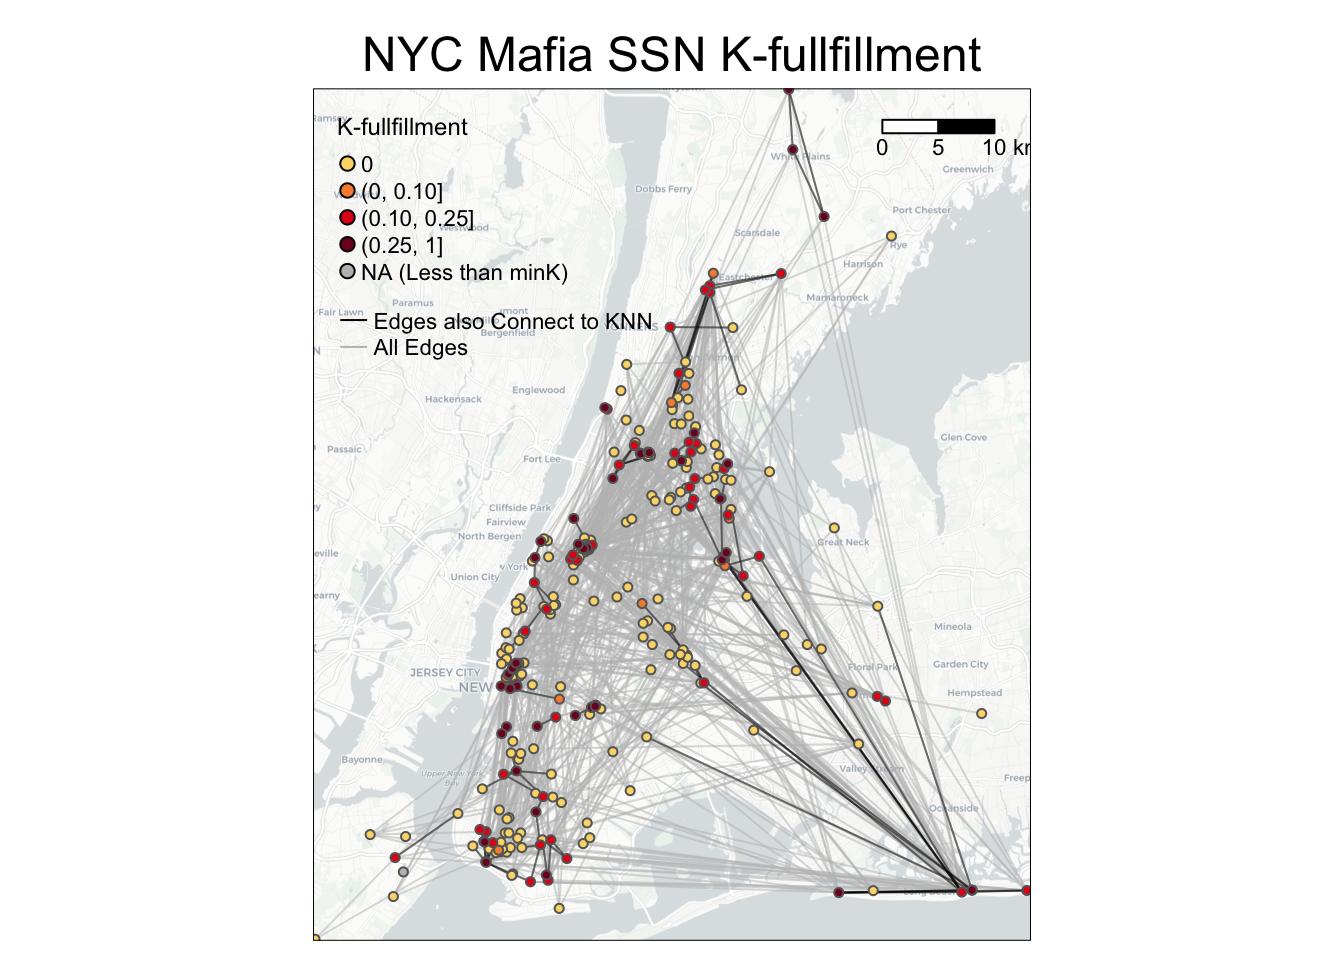 NYC Mafia SSN K-fullfillment
K-fullfillment
0
(0, 0.10]
(0.10, 0.25]
(0.25, 1]
NA (Less than minK)
Edges also Connect to KNN
All Edges
0 5 10 km
White Plains
Greenwich
Dobbs Ferry
Port Chester
Westwood
Scarsdale
Rye
Harrison
Eastchester
Mamaroneck
Paramus
Fair Lawn
Bergenfield
Englewood
Hackensack
Passaic
Glen Cove
Fort Lee
Cliffside Park
Fairview
North Bergen
Great Neck
Union City
Mineola
JERSEY CITY
NEW
Floral Park
Garden City
Hempstead
Bayonne
Upper New York
Bay
Valley Stream
Freep
Oceanside
Long Beach